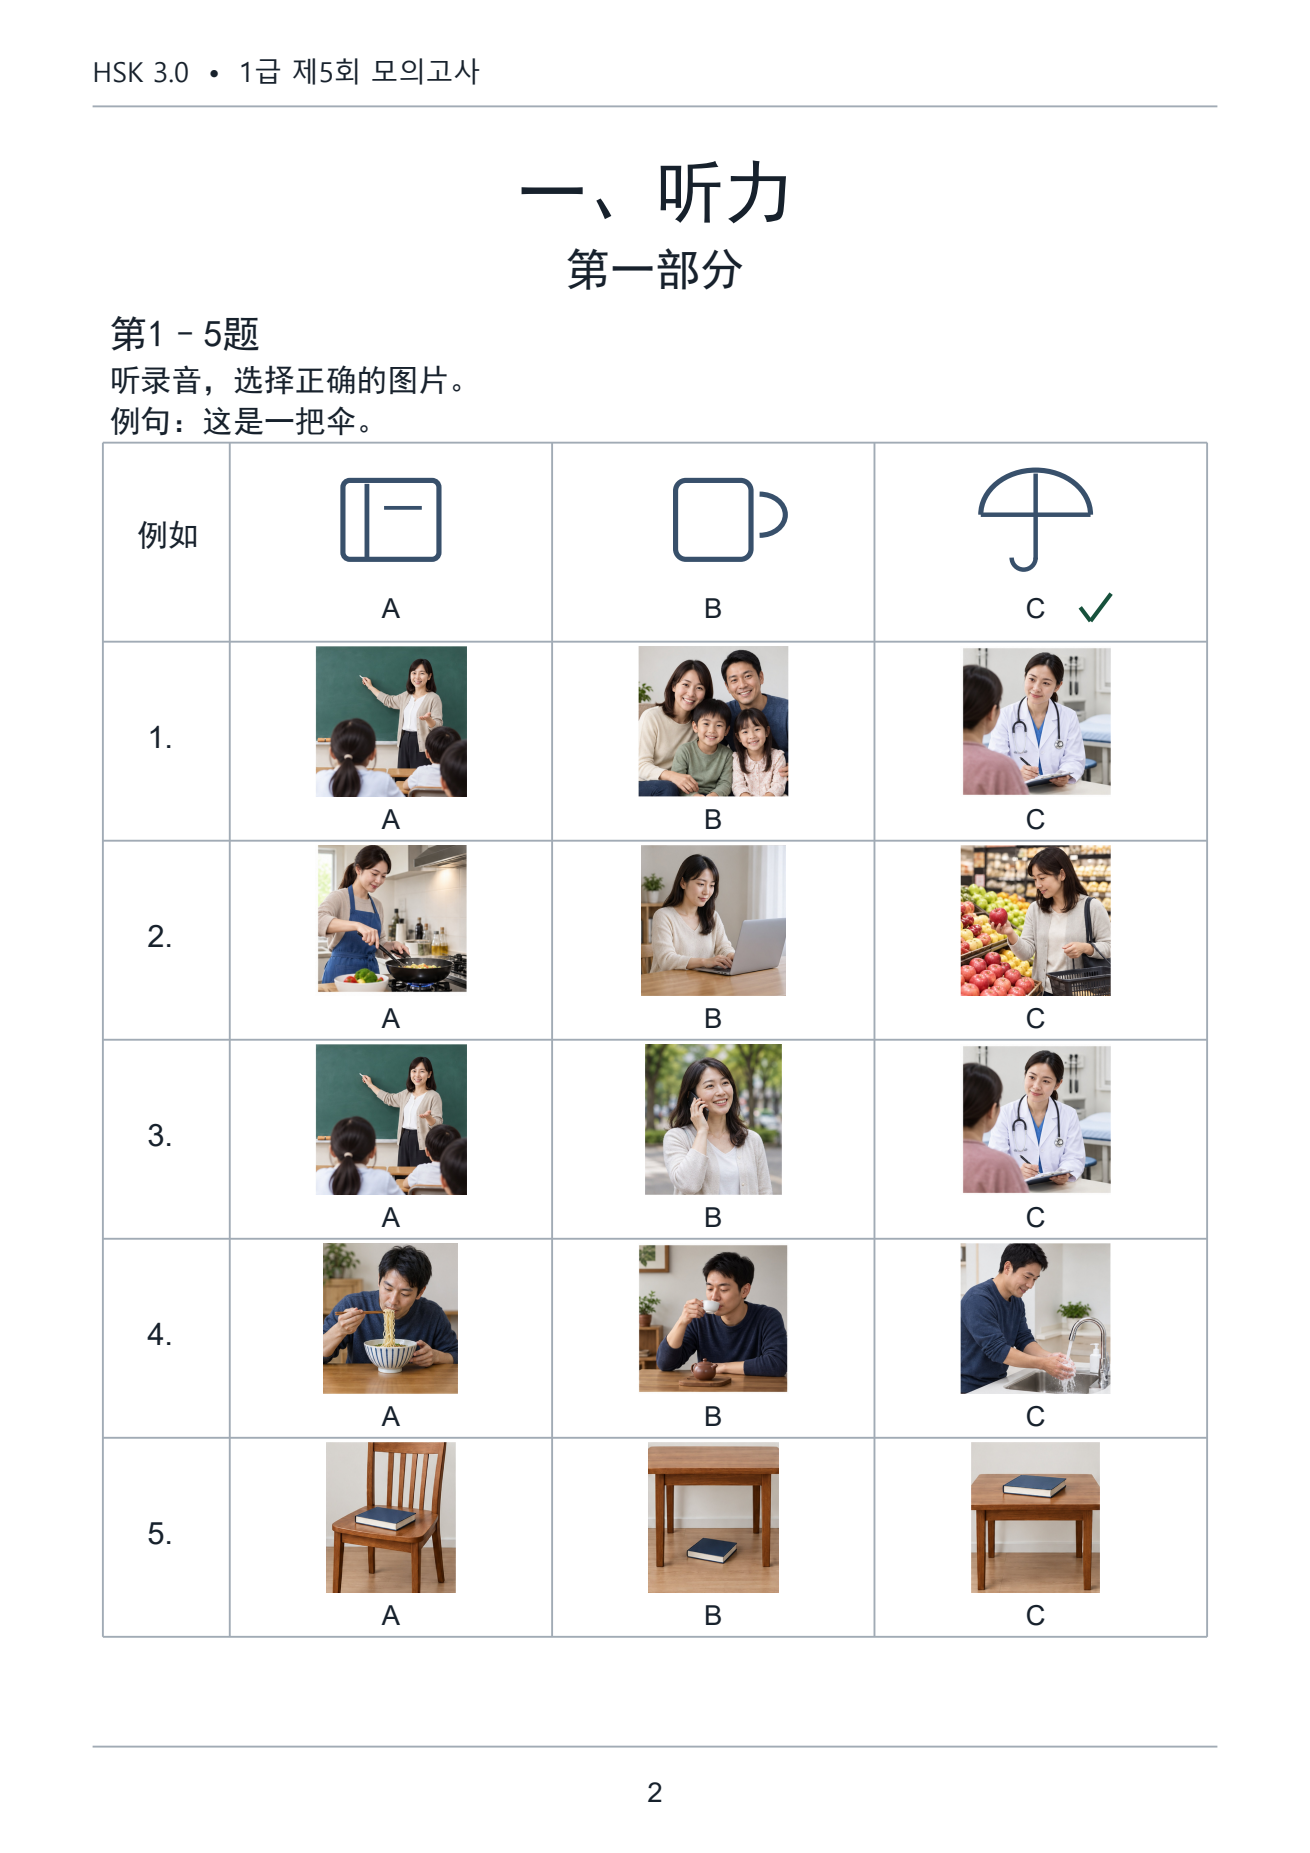 HSK 3.0 • 1급 제5회 모의고사
一、听力
第一部分
第1－5题
听录音，选择正确的图片。
例句：这是一把伞。
例如
A B C
1.
A B C
2.
A B C
3.
A B C
4.
A B C
5.
A B C
2